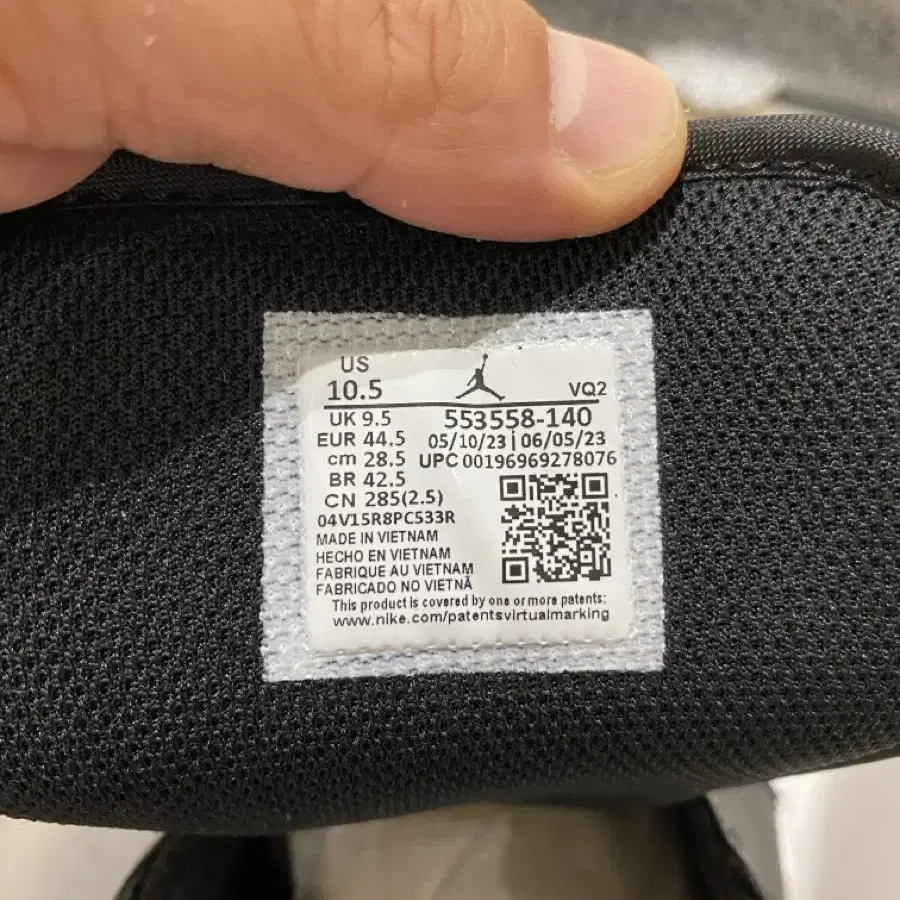 US
10.5 VQ2
UK 9.5 553558-140
EUR 44.5 05/10/23 | 06/05/23
cm 28.5 UPC 00196969278076
BR 42.5
CN 285(2.5)
04V15R8PC533R
MADE IN VIETNAM
HECHO EN VIETNAM
FABRIQUE AU VIETNAM
FABRICADO NO VIETNÃ
This product is covered by one or more patents:
www.nike.com/patentsvirtualmarking